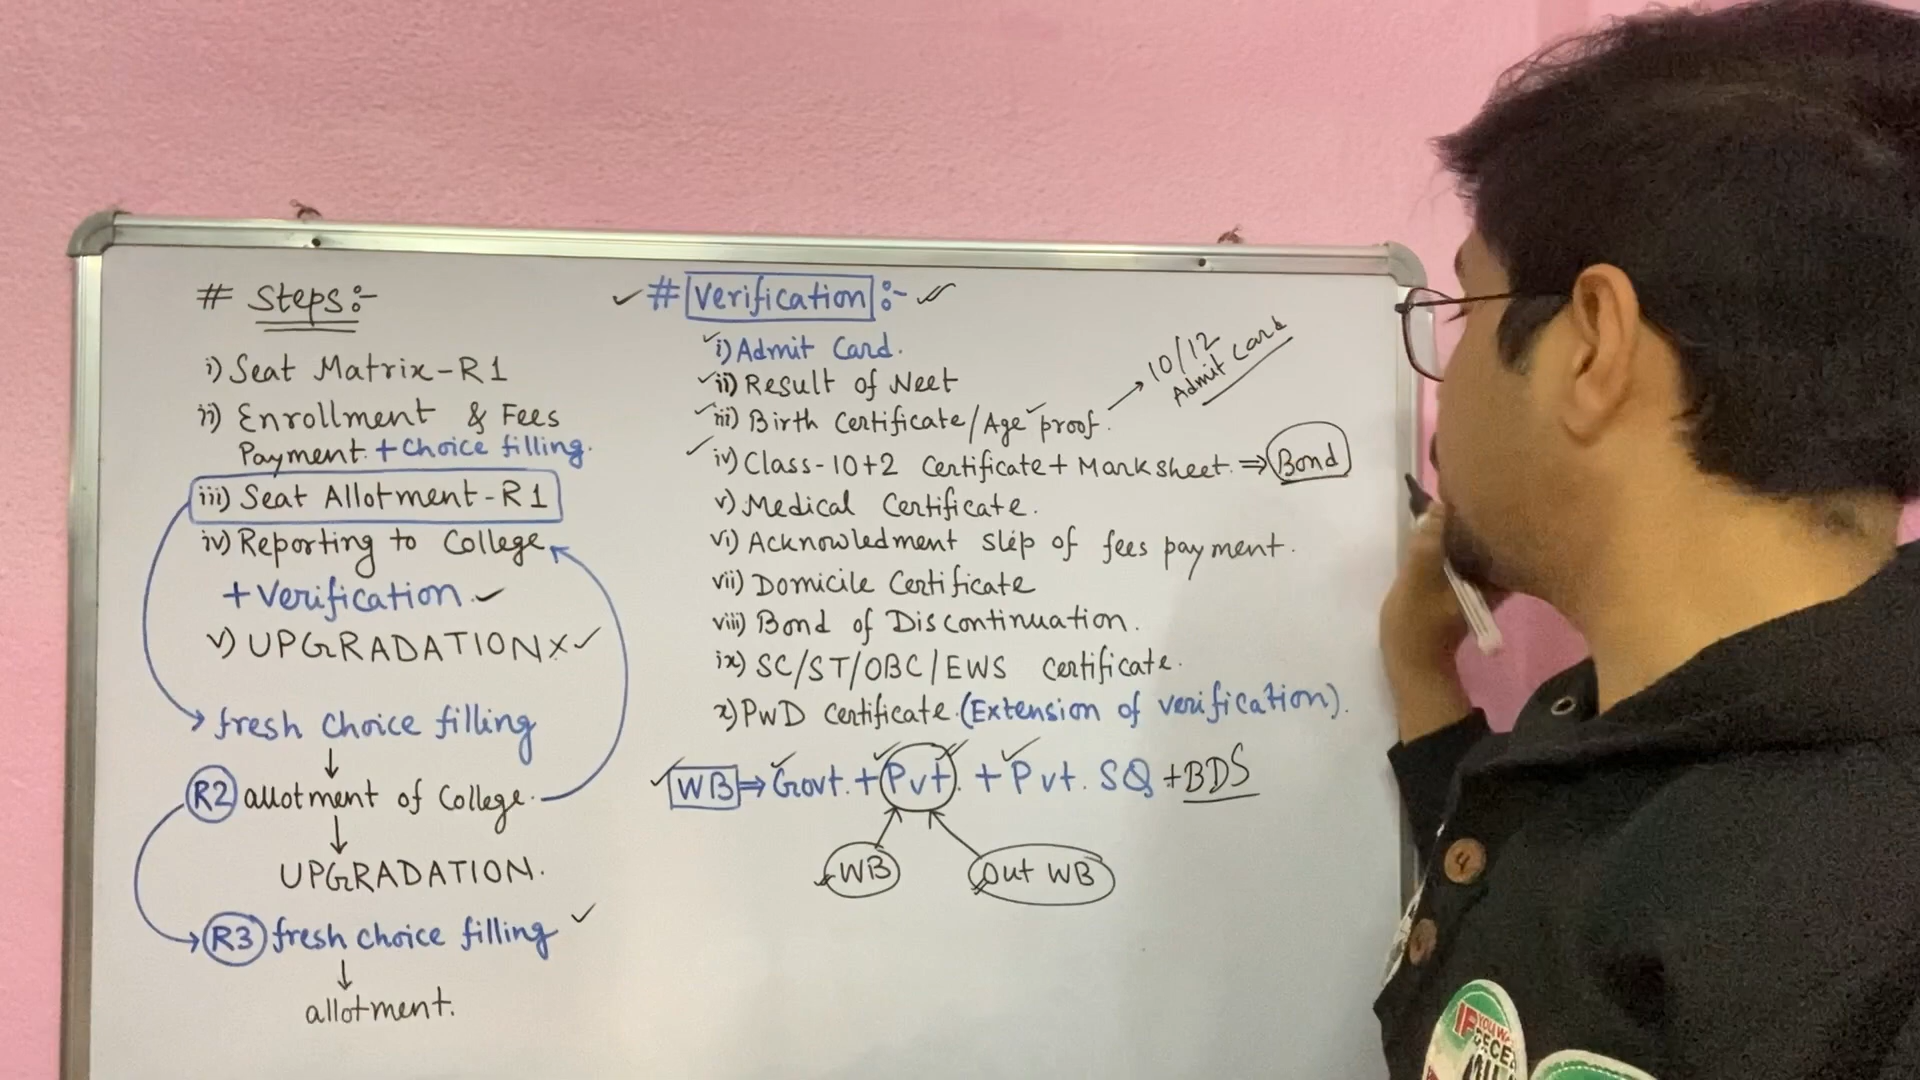 # Steps:-
i) Seat Matrix-R1
ii) Enrollment & Fees
Payment. + Choice filling.
iii) Seat Allotment-R1
iv) Reporting to College
+ Verification ✓
v) UPGRADATION x ✓
fresh choice filling
R2 allotment of College.
UPGRADATION.
R3 fresh choice filling ✓
allotment.
✓ # Verification :- ✓
✓ i) Admit Card.
✓ ii) Result of Neet
✓ iii) Birth Certificate/Age proof. → 10/12
Admit Card
✓ iv) Class-10+2 Certificate + Marksheet. ⇒ Bond
v) Medical Certificate.
vi) Acknowledment slip of fees payment.
vii) Domicile Certificate
viii) Bond of Discontinuation.
ix) SC/ST/OBC/EWS Certificate.
x) PwD Certificate. (Extension of verification).
✓ WB ⇒ Govt. + Pvt. + Pvt. SQ + BDS
WB Out WB
IF YOU